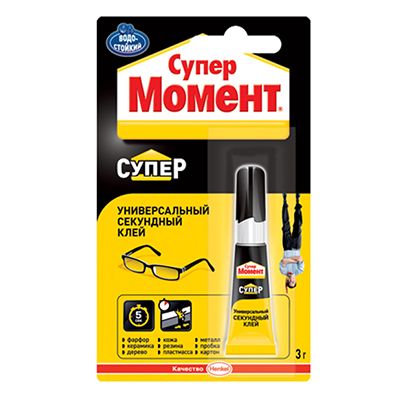 ВОДО-
СТОЙКИЙ
Супер
Момент®
СУПЕР
УНИВЕРСАЛЬНЫЙ
СЕКУНДНЫЙ
КЛЕЙ
Супер
Момент
СУПЕР
УНИВЕРСАЛЬНЫЙ
СЕКУНДНЫЙ
КЛЕЙ
5
• фарфор • кожа • металл
• керамика • резина • пробка
• дерево • пластмасса • картон
3 г
Качество Henkel